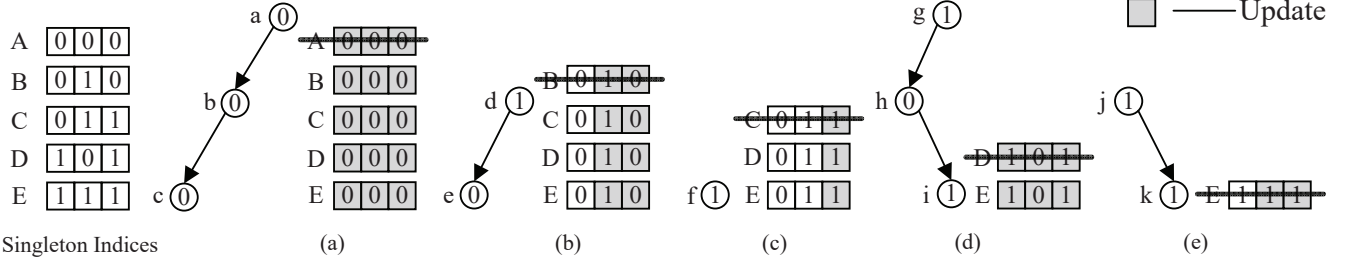 Update
A 0 0 0
B 0 1 0
C 0 1 1
D 1 0 1
E 1 1 1
Singleton Indices
a 0
b 0
c 0
A 0 0 0
B 0 0 0
C 0 0 0
D 0 0 0
E 0 0 0
(a)
d 1
e 0
B 0 1 0
C 0 1 0
D 0 1 0
E 0 1 0
(b)
f 1
C 0 1 1
D 0 1 1
E 0 1 1
(c)
g 1
h 0
i 1
D 1 0 1
E 1 0 1
(d)
j 1
k 1
E 1 1 1
(e)